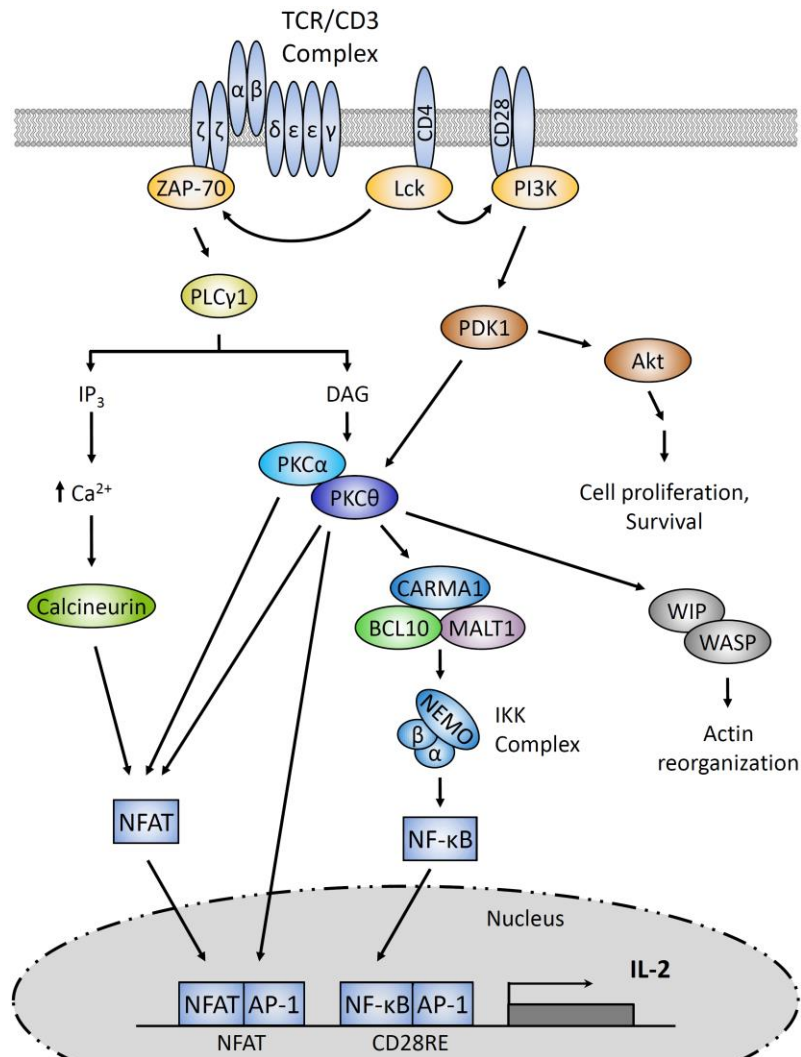 TCR/CD3
Complex
α β
ζ ζ δ ε ε γ
CD4
CD28
ZAP-70
Lck
PI3K
PLCγ1
PDK1
Akt
IP₃
DAG
PKCα
Ca²⁺
PKCθ
Cell proliferation,
Survival
Calcineurin
CARMA1
BCL10
MALT1
WIP
WASP
NEMO
β
α
IKK
Complex
Actin
reorganization
NFAT
NF-κB
Nucleus
IL-2
NFAT AP-1
NF-κB AP-1
NFAT
CD28RE